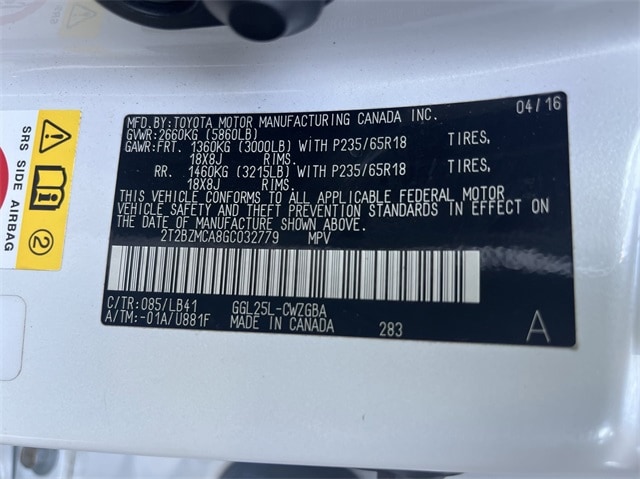 MFD.BY:TOYOTA MOTOR MANUFACTURING CANADA INC. 04/16
GVWR:2660KG (5860LB)
GAWR:FRT. 1360KG (3000LB) WITH P235/65R18 TIRES,
18X8J RIMS.
RR. 1460KG (3215LB) WITH P235/65R18 TIRES,
18X8J RIMS.
THIS VEHICLE CONFORMS TO ALL APPLICABLE FEDERAL MOTOR
VEHICLE SAFETY AND THEFT PREVENTION STANDARDS IN EFFECT ON
THE DATE OF MANUFACTURE SHOWN ABOVE.
2T2BZMCA8GC032779 MPV
C/TR:085/LB41 GGL25L-CWZGBA
A/TM:-01A/U881F MADE IN CANADA 283 A
SRS SIDE AIRBAG
2